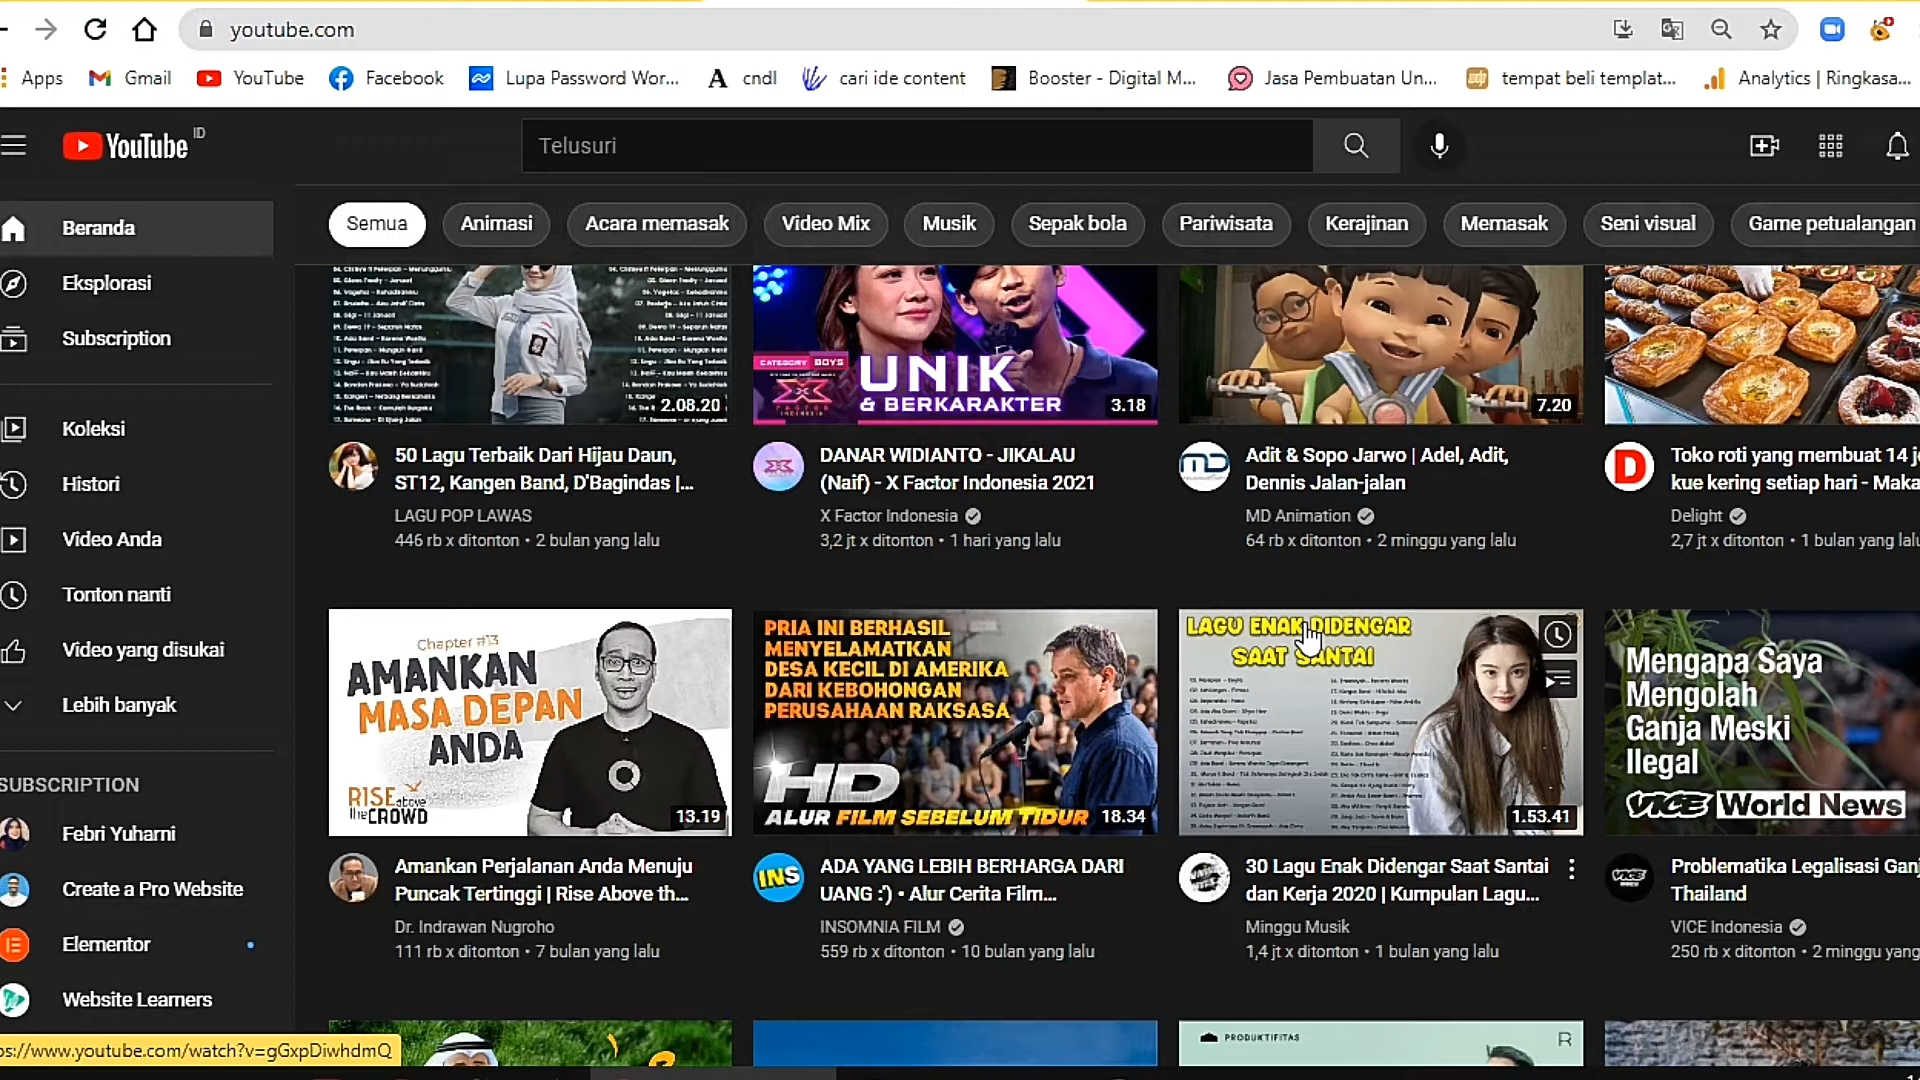 youtube.com
Apps
Gmail
YouTube
Facebook
Lupa Password Wor...
A cndl
cari ide content
Booster - Digital M...
Jasa Pembuatan Un...
tempat beli templat...
Analytics | Ringkasa...
YouTube ID
Telusuri
Semua
Animasi
Acara memasak
Video Mix
Musik
Sepak bola
Pariwisata
Kerajinan
Memasak
Seni visual
Game petualangan
Beranda
Eksplorasi
Subscription
Koleksi
Histori
Video Anda
Tonton nanti
Video yang disukai
Lebih banyak
SUBSCRIPTION
Febri Yuharni
Create a Pro Website
Elementor
Website Learners
2.08.20
50 Lagu Terbaik Dari Hijau Daun,
ST12, Kangen Band, D'Bagindas |...
LAGU POP LAWAS
446 rb x ditonton • 2 bulan yang lalu
CATEGORY BOYS
X FACTOR
INDONESIA
UNIK
& BERKARAKTER
3.18
DANAR WIDIANTO - JIKALAU
(Naif) - X Factor Indonesia 2021
X Factor Indonesia
3,2 jt x ditonton • 1 hari yang lalu
7.20
MD
Adit & Sopo Jarwo | Adel, Adit,
Dennis Jalan-jalan
MD Animation
64 rb x ditonton • 2 minggu yang lalu
D
Toko roti yang membuat 14 j
kue kering setiap hari - Maka
Delight
2,7 jt x ditonton • 1 bulan yang lalu
Chapter #13
AMANKAN
MASA DEPAN
ANDA
RISE above
the CROWD
13.19
Amankan Perjalanan Anda Menuju
Puncak Tertinggi | Rise Above th...
Dr. Indrawan Nugroho
111 rb x ditonton • 7 bulan yang lalu
PRIA INI BERHASIL
MENYELAMATKAN
DESA KECIL DI AMERIKA
DARI KEBOHONGAN
PERUSAHAAN RAKSASA
HD
ALUR FILM SEBELUM TIDUR
18.34
INS
ADA YANG LEBIH BERHARGA DARI
UANG :') • Alur Cerita Film...
INSOMNIA FILM
559 rb x ditonton • 10 bulan yang lalu
LAGU ENAK DIDENGAR
SAAT SANTAI
1.53.41
30 Lagu Enak Didengar Saat Santai
dan Kerja 2020 | Kumpulan Lagu...
Minggu Musik
1,4 jt x ditonton • 1 bulan yang lalu
Mengapa Saya
Mengolah
Ganja Meski
Ilegal
VICE World News
VICE
Problematika Legalisasi Ganj
Thailand
VICE Indonesia
250 rb x ditonton • 2 minggu yang
PRODUKTIFITAS
R
ps://www.youtube.com/watch?v=gGxpDiwhdmQ